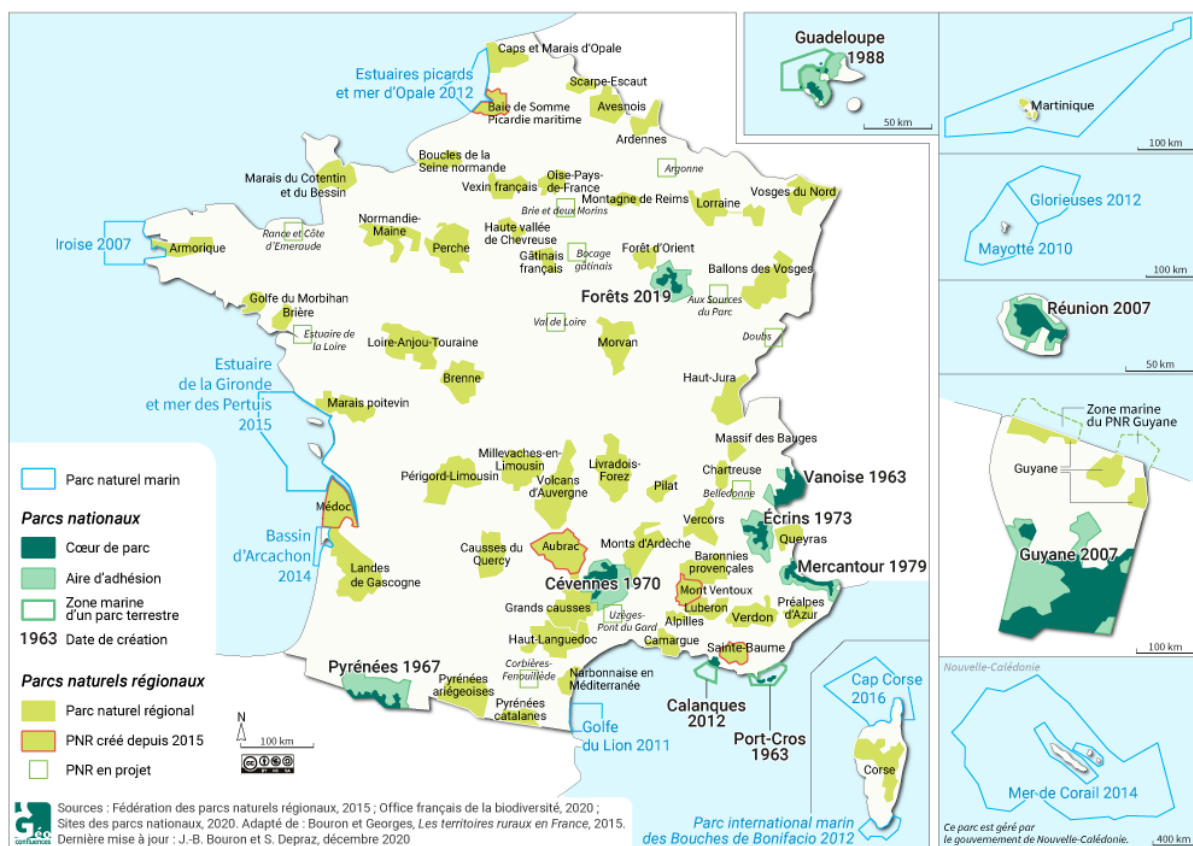 Caps et Marais d'Opale
Estuaires picards
et mer d'Opale 2012
Scarpe-Escaut
Baie de Somme
Picardie maritime
Avesnois
Ardennes
Boucles de la
Seine normande
Argonne
Marais du Cotentin
et du Bessin
Vexin français
Oise-Pays-
de-France
Montagne de Reims
Vosges du Nord
Brie et deux Morins
Lorraine
Iroise 2007
Armorique
Rance et Côte
d'Emeraude
Normandie-
Maine
Perche
Haute vallée
de Chevreuse
Gâtinais
français
Bocage
gâtinais
Forêt d'Orient
Ballons des Vosges
Forêts 2019
Aux Sources
du Parc
Golfe du Morbihan
Brière
Estuaire de
la Loire
Val de Loire
Doubs
Loire-Anjou-Touraine
Morvan
Brenne
Haut-Jura
Estuaire
de la Gironde
et mer des Pertuis
2015
Marais poitevin
Massif des Bauges
Millevaches-en-
Limousin
Périgord-Limousin
Volcans
d'Auvergne
Livradois-
Forez
Pilat
Chartreuse
Belledonne
Vanoise 1963
Médoc
Bassin
d'Arcachon
2014
Vercors
Écrins 1973
Queyras
Landes
de Gascogne
Causses du
Quercy
Aubrac
Monts d'Ardèche
Baronnies
provençales
Mercantour 1979
Cévennes 1970
Mont Ventoux
Grands causses
Uzèges-
Pont du Gard
Luberon
Alpilles
Verdon
Préalpes
d'Azur
Haut-Languedoc
Camargue
Sainte-Baume
Pyrénées 1967
Corbières-
Fenouillède
Narbonnaise en
Méditerranée
Pyrénées
ariégeoises
Pyrénées
catalanes
Golfe
du Lion 2011
Calanques
2012
Port-Cros
1963
Cap Corse
2016
Corse
Parc international marin
des Bouches de Bonifacio 2012
Guadeloupe
1988
50 km
Martinique
100 km
Glorieuses 2012
Mayotte 2010
100 km
Réunion 2007
50 km
Zone marine
du PNR Guyane
Guyane
Guyane 2007
100 km
Nouvelle-Calédonie
Mer de Corail 2014
Ce parc est géré par
le gouvernement de Nouvelle-Calédonie.
400 km
Parc naturel marin
Parcs nationaux
Cœur de parc
Aire d'adhésion
Zone marine
d'un parc terrestre
1963 Date de création
Parcs naturels régionaux
Parc naturel régional
PNR créé depuis 2015
PNR en projet
N
100 km
CC BY NC SA
Géo
confluences
Sources : Fédération des parcs naturels régionaux, 2015 ; Office français de la biodiversité, 2020 ;
Sites des parcs nationaux, 2020. Adapté de : Bouron et Georges, Les territoires ruraux en France, 2015.
Dernière mise à jour : J.-B. Bouron et S. Depraz, décembre 2020